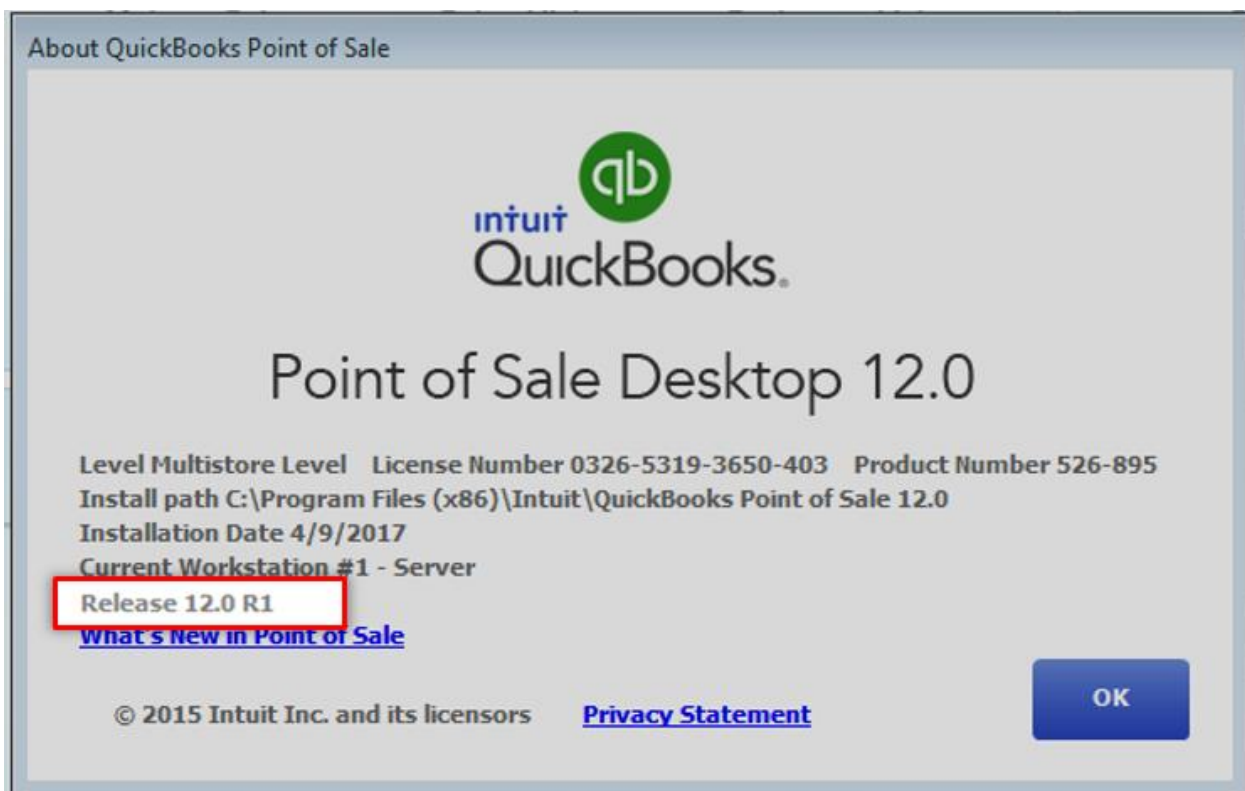 About QuickBooks Point of Sale
qb
ıntuıt
QuickBooks.
Point of Sale Desktop 12.0
Level Multistore Level License Number 0326-5319-3650-403 Product Number 526-895
Install path C:\Program Files (x86)\Intuit\QuickBooks Point of Sale 12.0
Installation Date 4/9/2017
Current Workstation #1 - Server
Release 12.0 R1
What's New in Point of Sale
OK
© 2015 Intuit Inc. and its licensors Privacy Statement